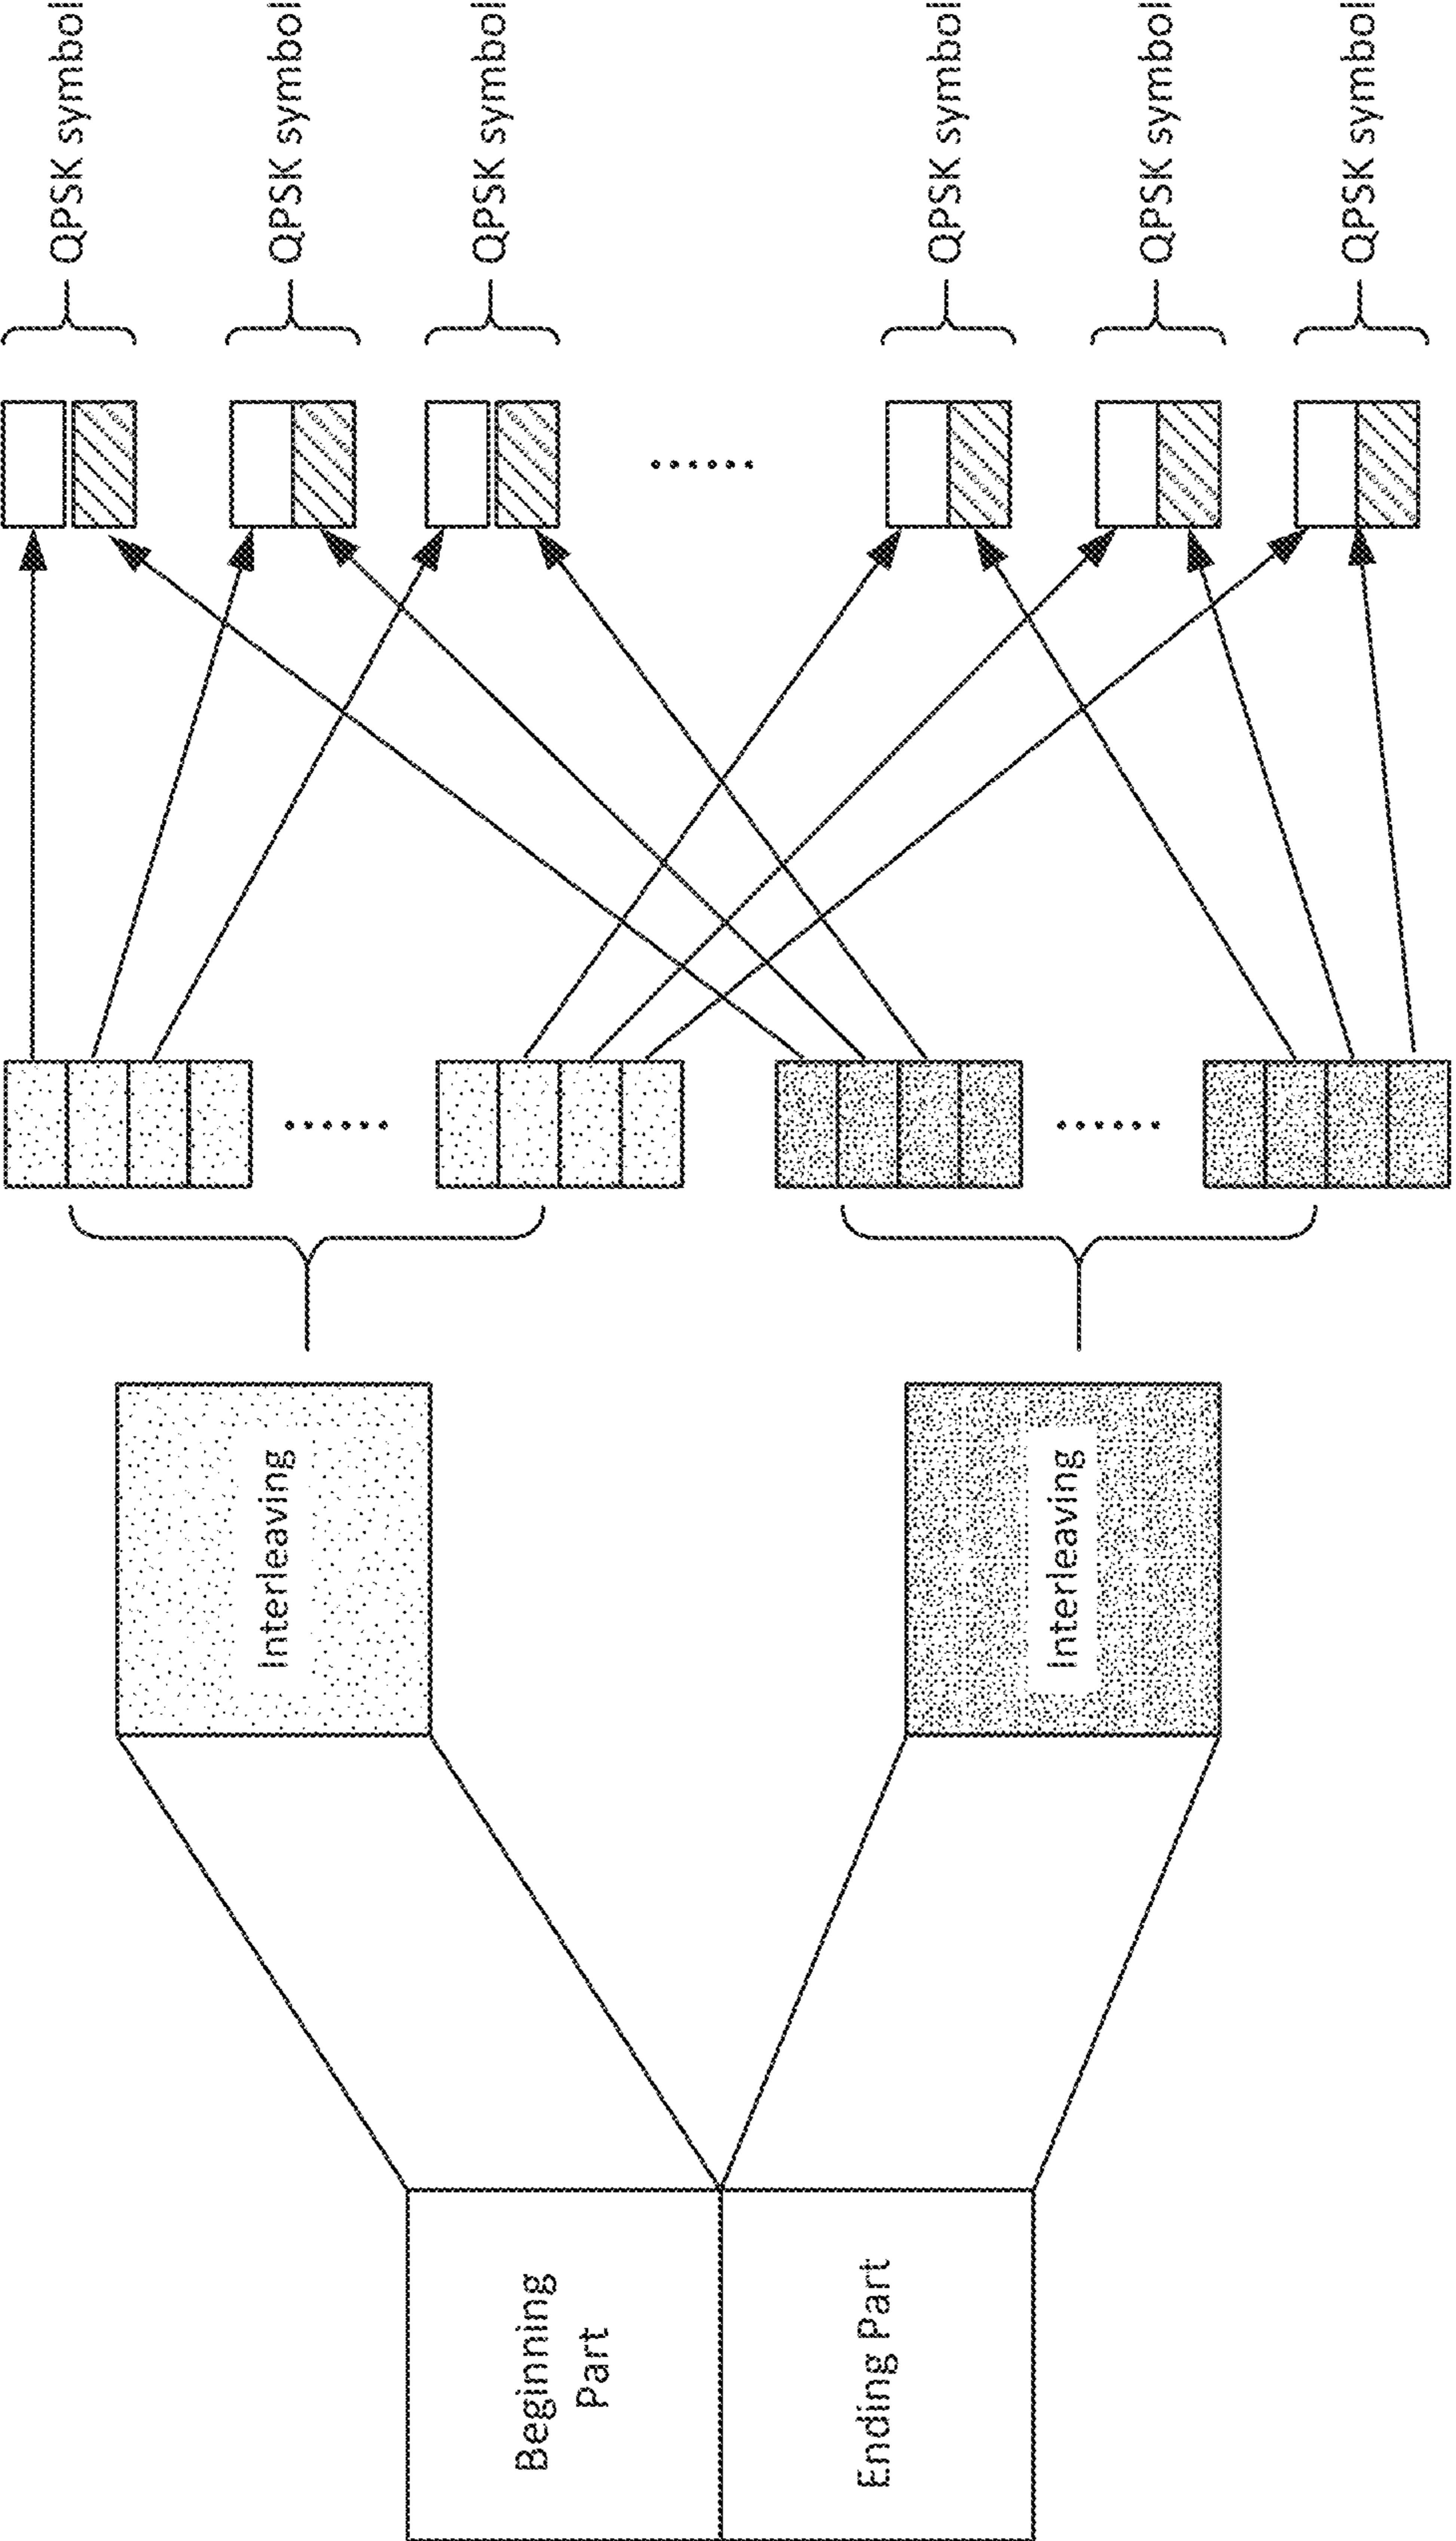 Beginning
Part
Ending Part
Interleaving
Interleaving
QPSK symbol
QPSK symbol
QPSK symbol
QPSK symbol
QPSK symbol
QPSK symbol